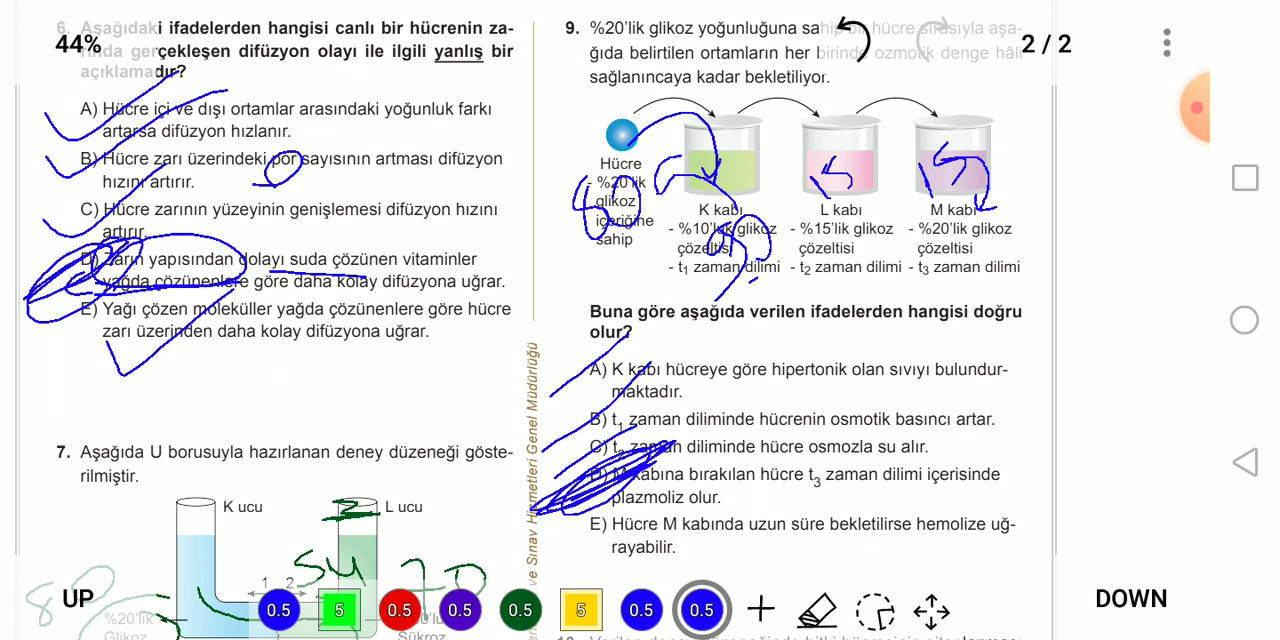 44%
2 / 2
6. Aşağıdaki ifadelerden hangisi canlı bir hücrenin za-
rında gerçekleşen difüzyon olayı ile ilgili yanlış bir
açıklamadır?
A) Hücre içi ve dışı ortamlar arasındaki yoğunluk farkı
artarsa difüzyon hızlanır.
B) Hücre zarı üzerindeki por sayısının artması difüzyon
hızını artırır.
C) Hücre zarının yüzeyinin genişlemesi difüzyon hızını
artırır.
D) Zarın yapısından dolayı suda çözünen vitaminler
yağda çözünenlere göre daha kolay difüzyona uğrar.
E) Yağı çözen moleküller yağda çözünenlere göre hücre
zarı üzerinden daha kolay difüzyona uğrar.
7. Aşağıda U borusuyla hazırlanan deney düzeneği göste-
rilmiştir.
K ucu
L ucu
1 2
%20'lik
Glikoz
Sükroz
ve Sınav Hizmetleri Genel Müdürlüğü
9. %20'lik glikoz yoğunluğuna sahip bir hücre sırasıyla aşa-
ğıda belirtilen ortamların her birinde ozmotik denge hâli
sağlanıncaya kadar bekletiliyor.
Hücre
- %20'lik
glikoz
içeriğine
sahip
K kabı
- %10'luk glikoz
çözeltisi
- t1 zaman dilimi
L kabı
- %15'lik glikoz
çözeltisi
- t2 zaman dilimi
M kabı
- %20'lik glikoz
çözeltisi
- t3 zaman dilimi
Buna göre aşağıda verilen ifadelerden hangisi doğru
olur?
A) K kabı hücreye göre hipertonik olan sıvıyı bulundur-
maktadır.
B) t1 zaman diliminde hücrenin osmotik basıncı artar.
C) t2 zaman diliminde hücre osmozla su alır.
D) M kabına bırakılan hücre t3 zaman dilimi içerisinde
plazmoliz olur.
E) Hücre M kabında uzun süre bekletilirse hemolize uğ-
rayabilir.
UP
0.5
5
0.5
0.5
0.5
5
0.5
0.5
DOWN